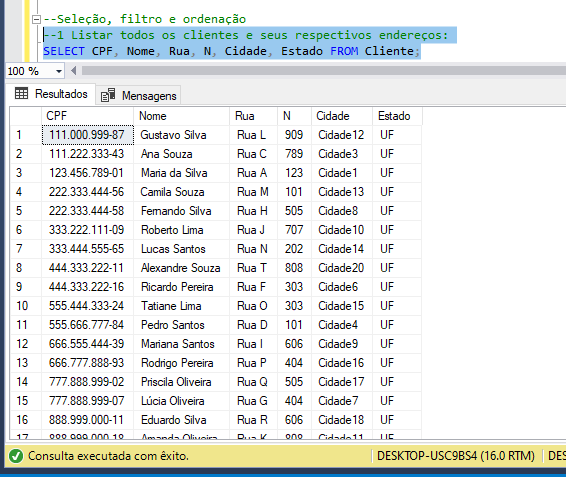 --Seleção, filtro e ordenação
--1 Listar todos os clientes e seus respectivos endereços:
SELECT CPF, Nome, Rua, N, Cidade, Estado FROM Cliente;
100 %
Resultados Mensagens
CPF Nome Rua N Cidade Estado
1 111.000.999-87 Gustavo Silva Rua L 909 Cidade12 UF
2 111.222.333-43 Ana Souza Rua C 789 Cidade3 UF
3 123.456.789-01 Maria da Silva Rua A 123 Cidade1 UF
4 222.333.444-56 Camila Souza Rua M 101 Cidade13 UF
5 222.333.444-58 Fernando Silva Rua H 505 Cidade8 UF
6 333.222.111-09 Roberto Lima Rua J 707 Cidade10 UF
7 333.444.555-65 Lucas Santos Rua N 202 Cidade14 UF
8 444.333.222-11 Alexandre Souza Rua T 808 Cidade20 UF
9 444.333.222-16 Ricardo Pereira Rua F 303 Cidade6 UF
10 555.444.333-24 Tatiane Lima Rua O 303 Cidade15 UF
11 555.666.777-84 Pedro Santos Rua D 101 Cidade4 UF
12 666.555.444-39 Mariana Santos Rua I 606 Cidade9 UF
13 666.777.888-93 Rodrigo Pereira Rua P 404 Cidade16 UF
14 777.888.999-02 Priscila Oliveira Rua Q 505 Cidade17 UF
15 777.888.999-07 Lúcia Oliveira Rua G 404 Cidade7 UF
16 888.999.000-11 Eduardo Silva Rua R 606 Cidade18 UF
17 888.999.000-18 Amanda Oliveira Rua K 808 Cidade11 UF
Consulta executada com êxito. DESKTOP-USC9BS4 (16.0 RTM) DES